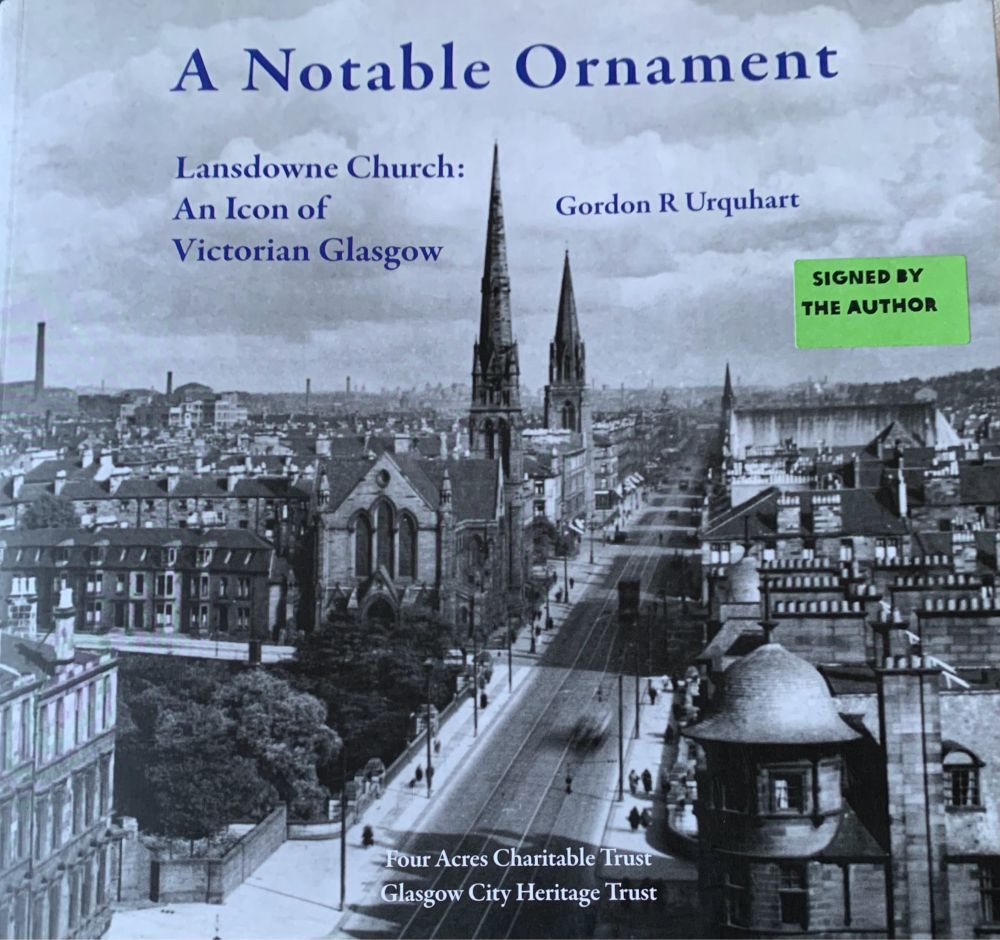 A Notable Ornament
Lansdowne Church:
An Icon of
Victorian Glasgow
Gordon R Urquhart
SIGNED BY
THE AUTHOR
Four Acres Charitable Trust
Glasgow City Heritage Trust